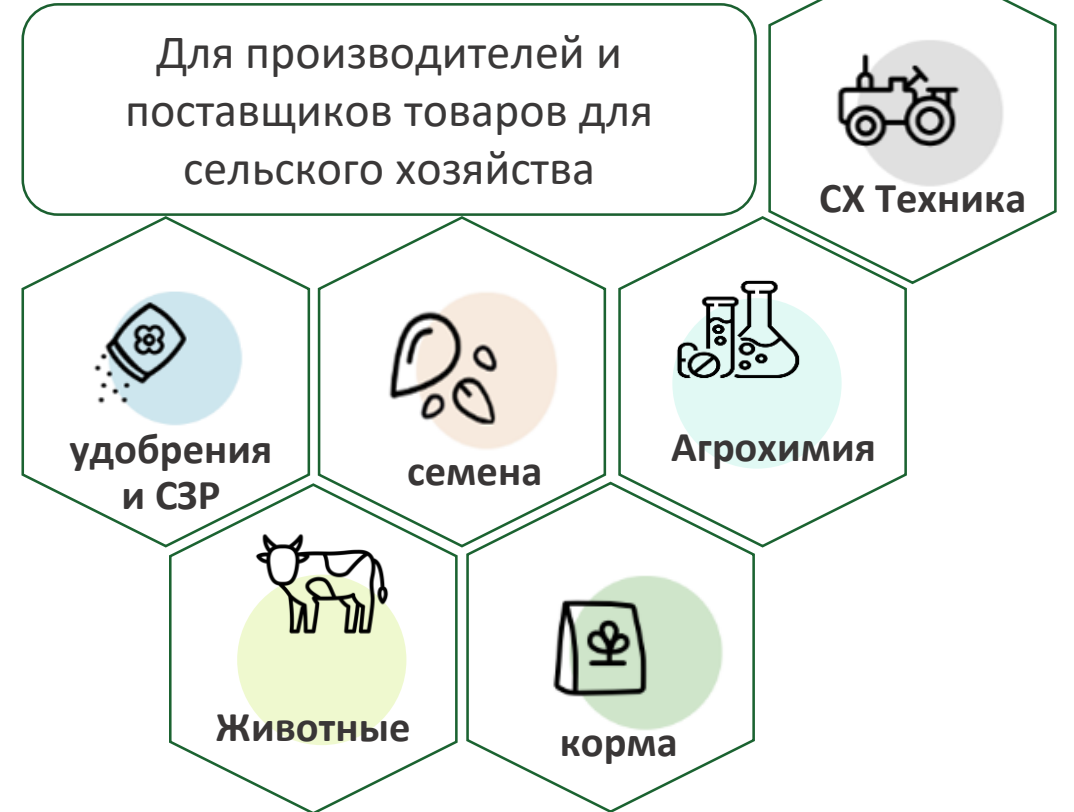 Для производителей и
поставщиков товаров для
сельского хозяйства
СХ Техника
удобрения
и СЗР
семена
Агрохимия
Животные
корма